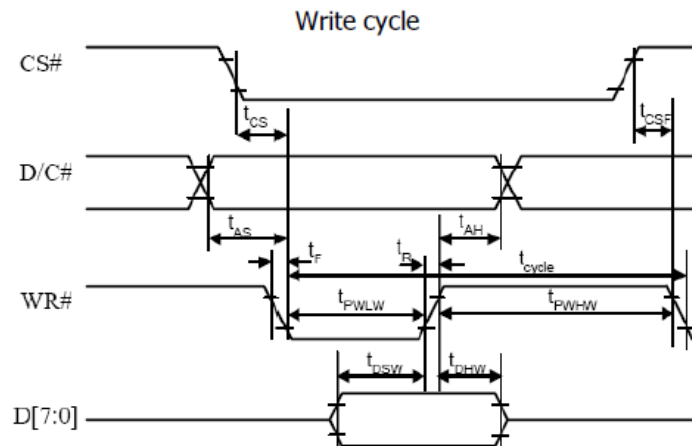 Write cycle
CS#
tCS
tCSF
D/C#
tAS
tF
tR
tAH
tcycle
WR#
tPWLW
tPWHW
tDSW
tDHW
D[7:0]